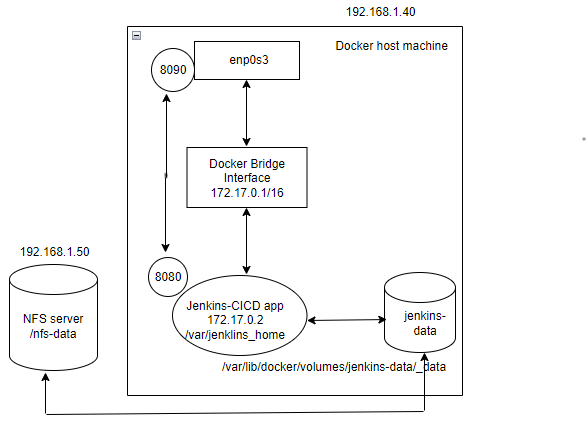 192.168.1.40
Docker host machine
8090
enp0s3
Docker Bridge
Interface
172.17.0.1/16
192.168.1.50
8080
NFS server
/nfs-data
Jenkins-CICD app
172.17.0.2
/var/jenklins_home
jenkins-
data
/var/lib/docker/volumes/jenkins-data/_data